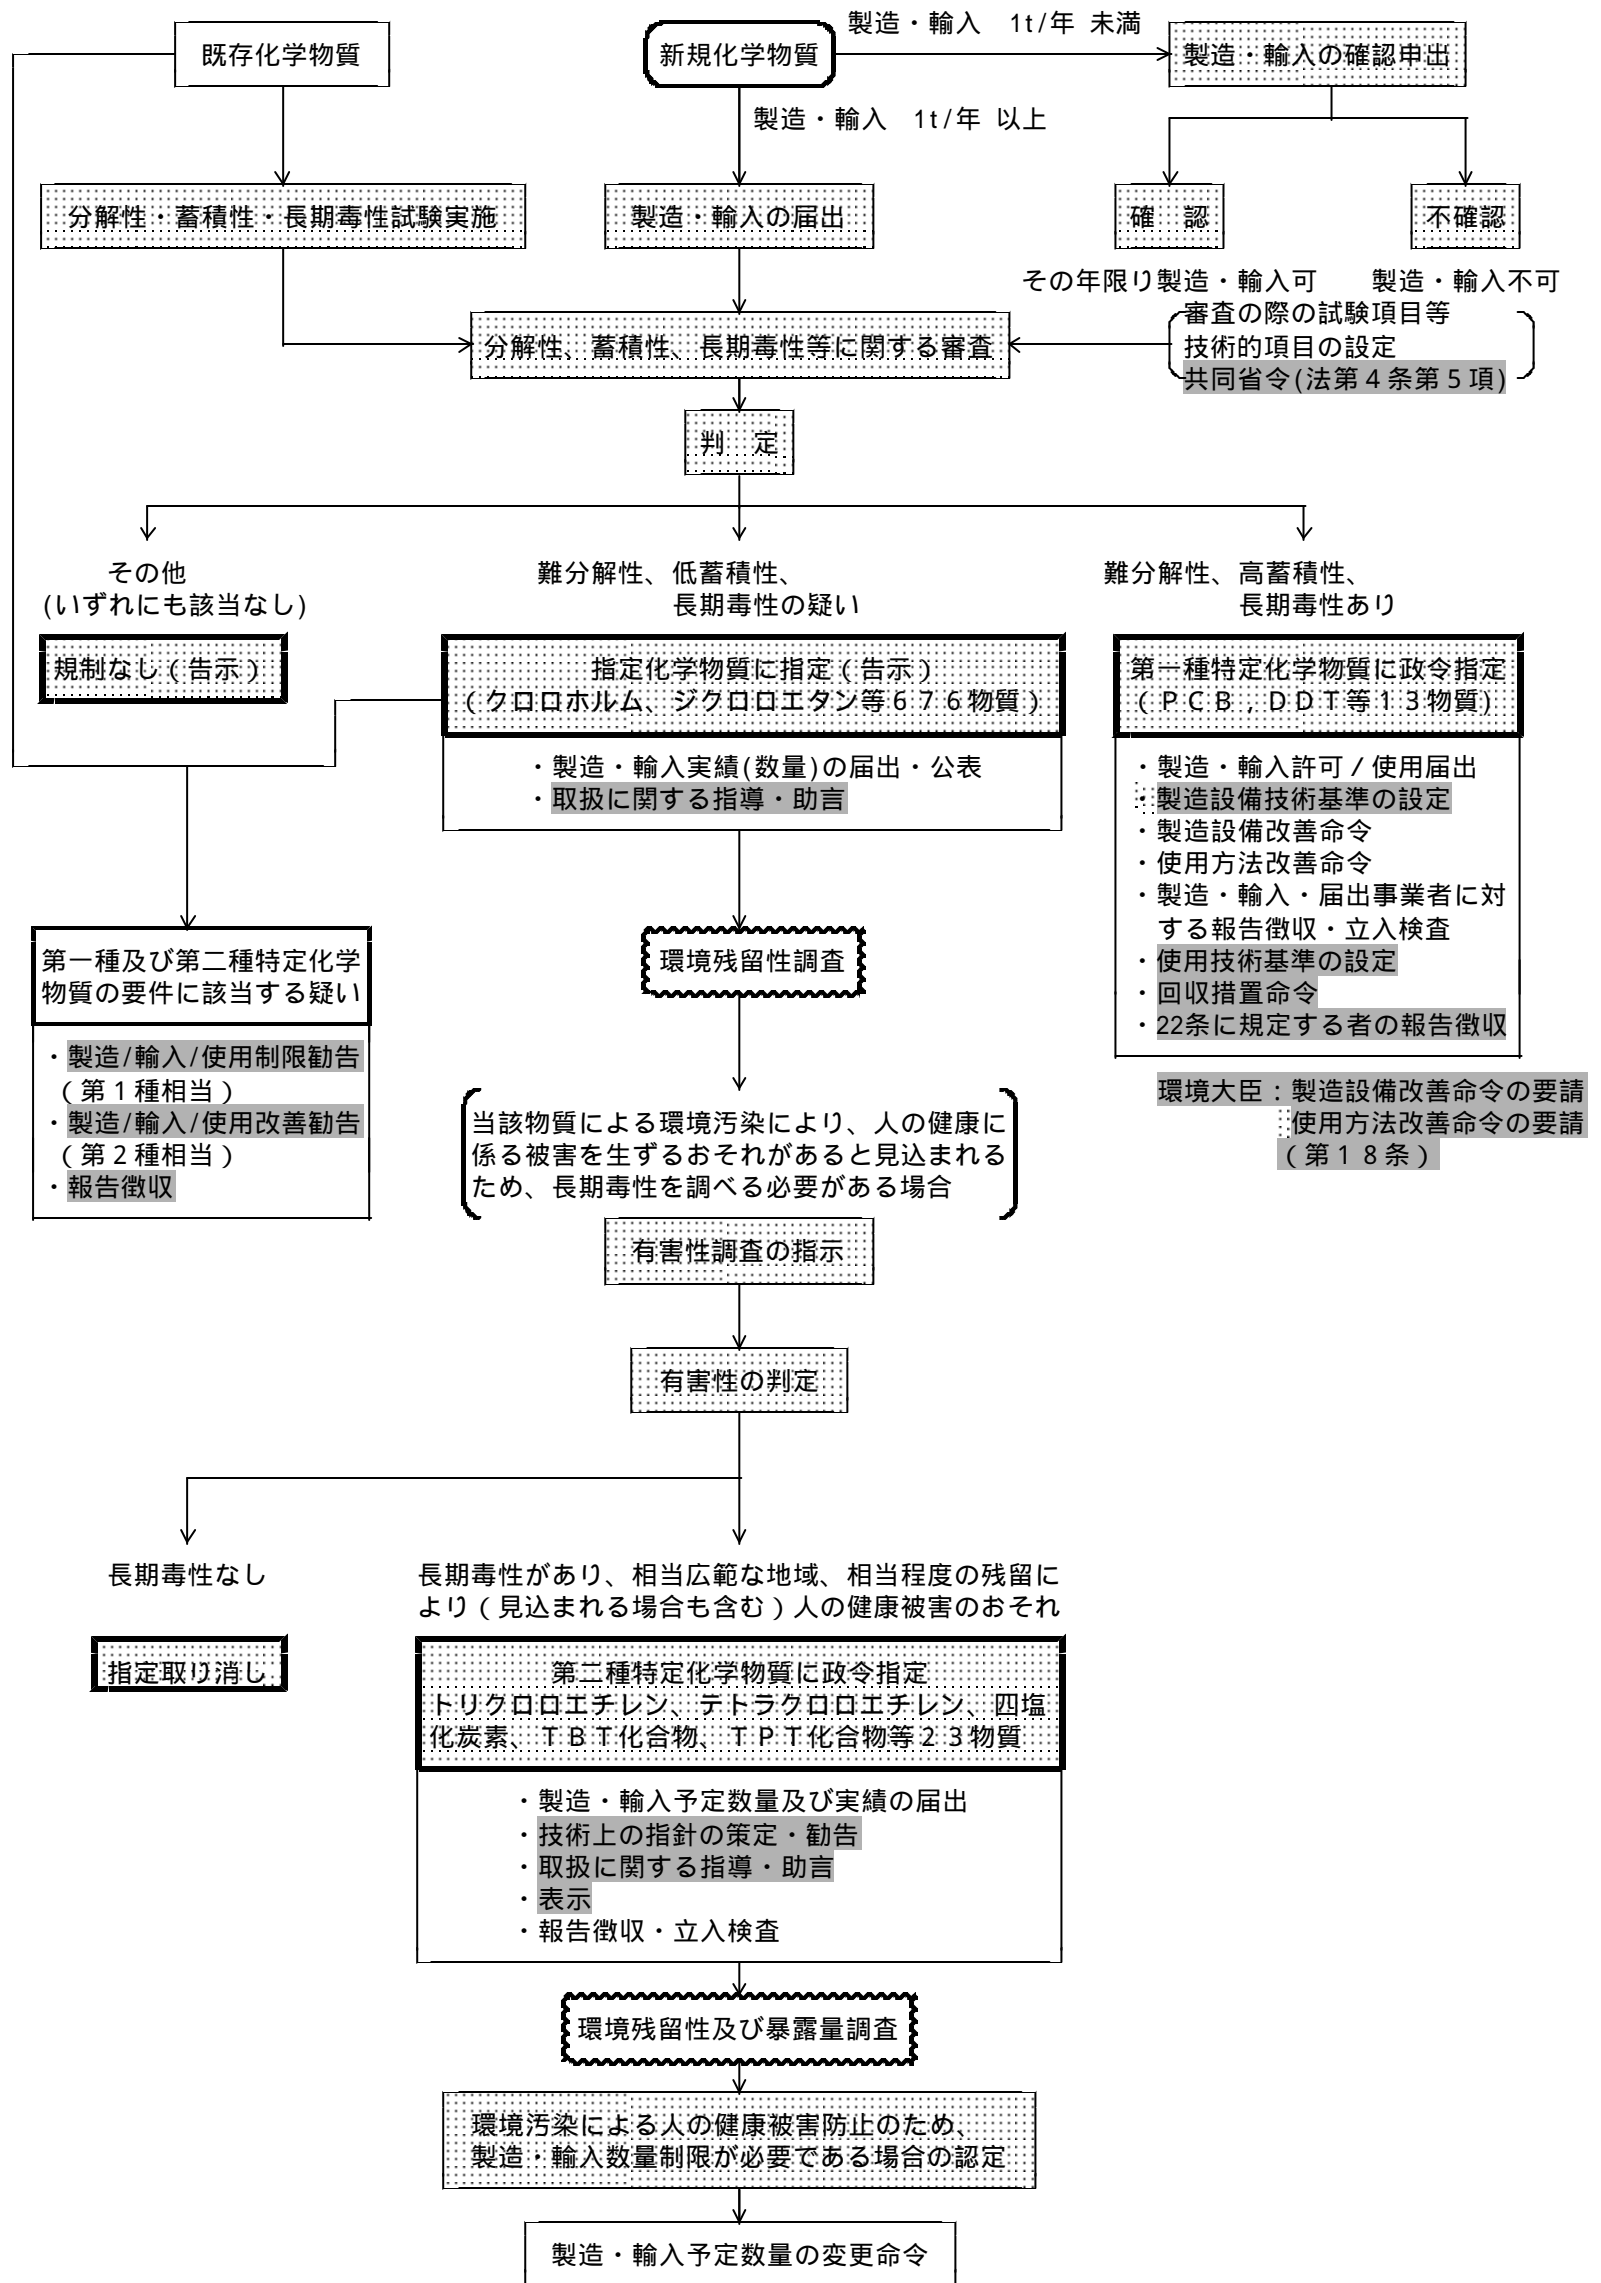 既存化学物質
新規化学物質
製造・輸入　1t/年 未満
製造・輸入の確認申出
製造・輸入　1t/年 以上
分解性・蓄積性・長期毒性試験実施
製造・輸入の届出
確　認
不確認
その年限り製造・輸入可
製造・輸入不可
分解性、蓄積性、長期毒性等に関する審査
審査の際の試験項目等
技術的項目の設定
共同省令(法第４条第５項)
判　定
その他
(いずれにも該当なし)
規制なし（告示）
難分解性、低蓄積性、
長期毒性の疑い
指定化学物質に指定（告示）
（クロロホルム、ジクロロエタン等６７６物質）
・製造・輸入実績(数量)の届出・公表
・取扱に関する指導・助言
難分解性、高蓄積性、
長期毒性あり
第一種特定化学物質に政令指定
（ＰＣＢ，ＤＤＴ等１３物質)
・製造・輸入許可／使用届出
・製造設備技術基準の設定
・製造設備改善命令
・使用方法改善命令
・製造・輸入・届出事業者に対
する報告徴収・立入検査
・使用技術基準の設定
・回収措置命令
・22条に規定する者の報告徴収
環境大臣：製造設備改善命令の要請
使用方法改善命令の要請
（第１８条）
第一種及び第二種特定化学
物質の要件に該当する疑い
・製造/輸入/使用制限勧告
（第１種相当）
・製造/輸入/使用改善勧告
（第２種相当）
・報告徴収
環境残留性調査
当該物質による環境汚染により、人の健康に
係る被害を生ずるおそれがあると見込まれる
ため、長期毒性を調べる必要がある場合
有害性調査の指示
有害性の判定
長期毒性なし
指定取り消し
長期毒性があり、相当広範な地域、相当程度の残留に
より（見込まれる場合も含む）人の健康被害のおそれ
第二種特定化学物質に政令指定
トリクロロエチレン、テトラクロロエチレン、四塩
化炭素、ＴＢＴ化合物、ＴＰＴ化合物等２３物質
・製造・輸入予定数量及び実績の届出
・技術上の指針の策定・勧告
・取扱に関する指導・助言
・表示
・報告徴収・立入検査
環境残留性及び暴露量調査
環境汚染による人の健康被害防止のため、
製造・輸入数量制限が必要である場合の認定
製造・輸入予定数量の変更命令